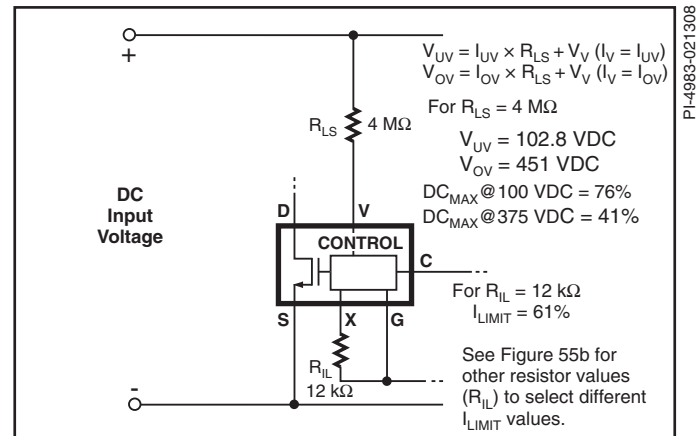 +
V_UV = I_UV × R_LS + V_V (I_V = I_UV)
V_OV = I_OV × R_LS + V_V (I_V = I_OV)
For R_LS = 4 MΩ
V_UV = 102.8 VDC
V_OV = 451 VDC
DC_MAX@100 VDC = 76%
DC_MAX@375 VDC = 41%
R_LS
4 MΩ
DC
Input
Voltage
D
V
CONTROL
C
S
X
G
For R_IL = 12 kΩ
I_LIMIT = 61%
R_IL
12 kΩ
See Figure 55b for
other resistor values
(R_IL) to select different
I_LIMIT values.
-
PI-4983-021308